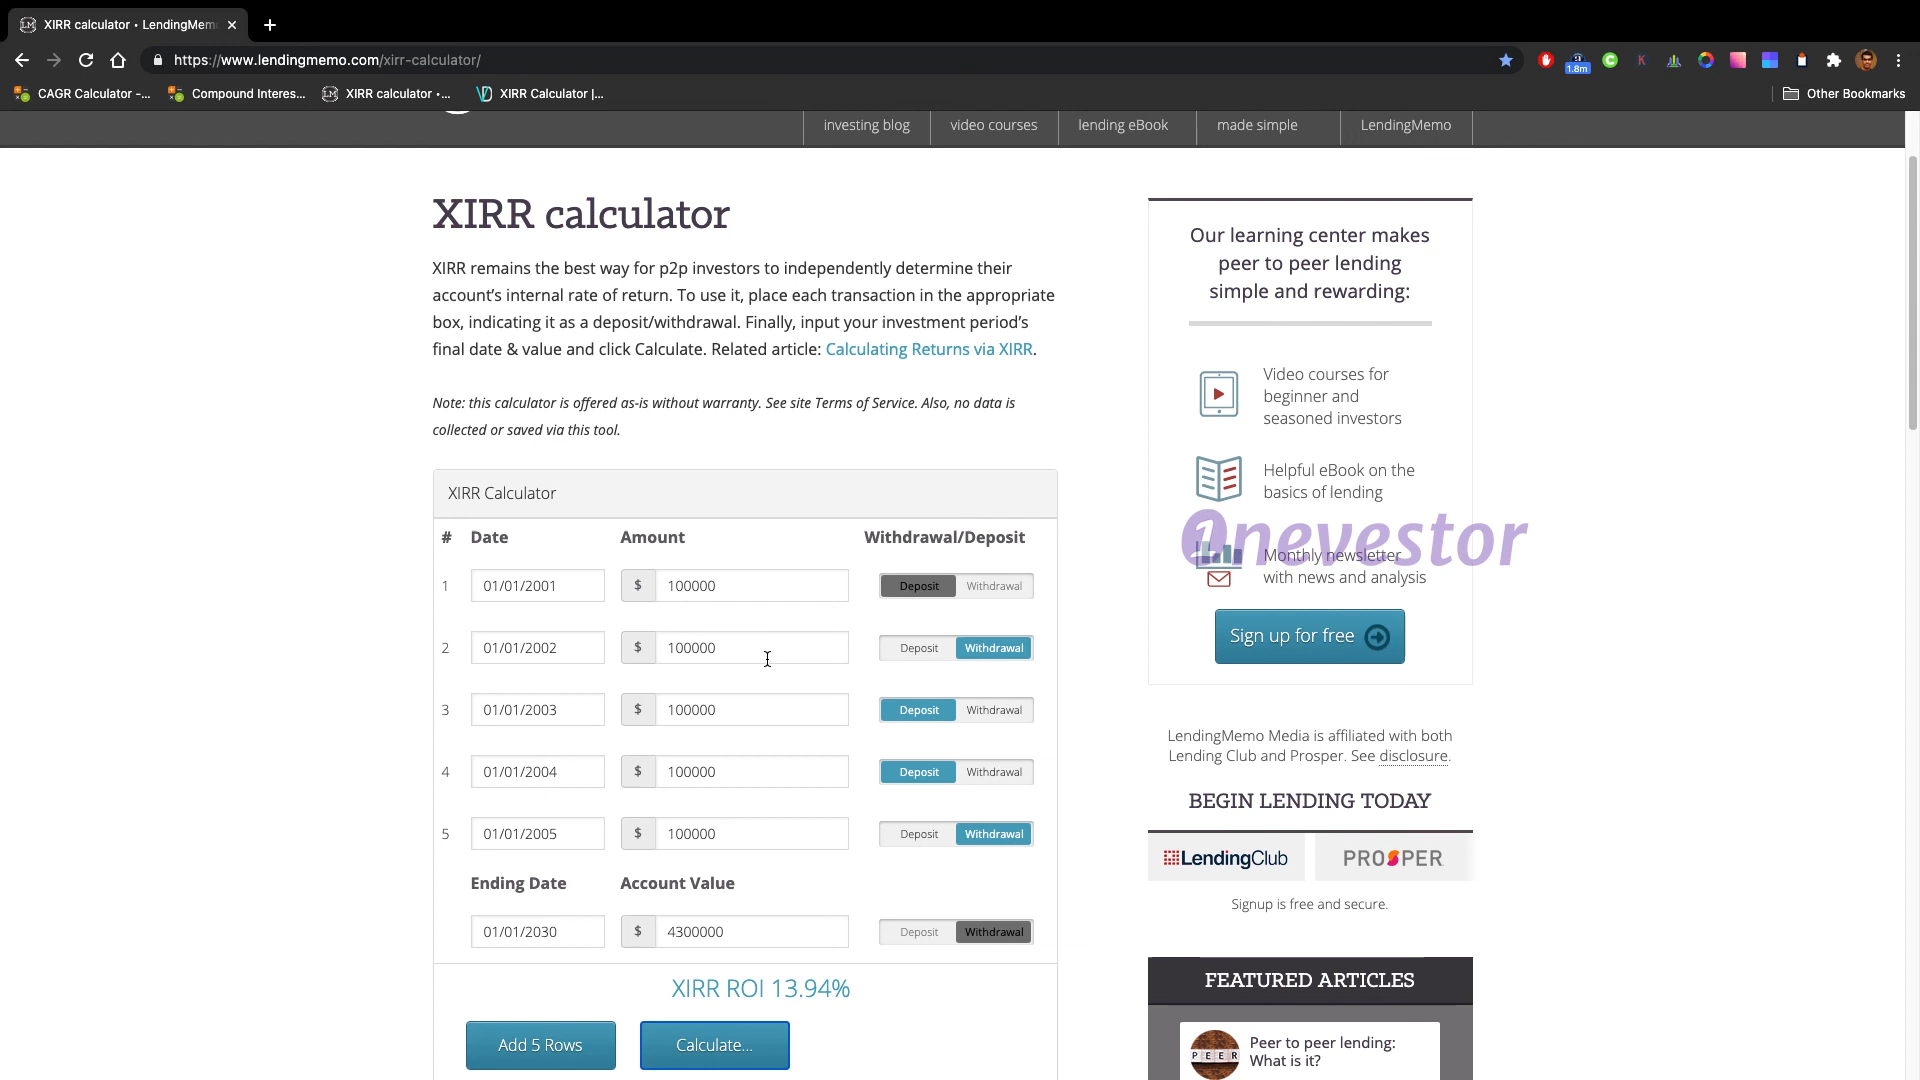 XIRR calculator • LendingMem
https://www.lendingmemo.com/xirr-calculator/
1.8m
CAGR Calculator -...
Compound Interes...
XIRR calculator •...
XIRR Calculator |...
Other Bookmarks
investing blog
video courses
lending eBook
made simple
LendingMemo
XIRR calculator
XIRR remains the best way for p2p investors to independently determine their
account's internal rate of return. To use it, place each transaction in the appropriate
box, indicating it as a deposit/withdrawal. Finally, input your investment period's
final date & value and click Calculate. Related article: Calculating Returns via XIRR.
Note: this calculator is offered as-is without warranty. See site Terms of Service. Also, no data is
collected or saved via this tool.
XIRR Calculator
# Date Amount Withdrawal/Deposit
1 01/01/2001 $ 100000 Deposit Withdrawal
2 01/01/2002 $ 100000 Deposit Withdrawal
3 01/01/2003 $ 100000 Deposit Withdrawal
4 01/01/2004 $ 100000 Deposit Withdrawal
5 01/01/2005 $ 100000 Deposit Withdrawal
Ending Date Account Value
01/01/2030 $ 4300000 Deposit Withdrawal
XIRR ROI 13.94%
Add 5 Rows
Calculate...
Our learning center makes
peer to peer lending
simple and rewarding:
Video courses for
beginner and
seasoned investors
Helpful eBook on the
basics of lending
1nevestor
Monthly newsletter
with news and analysis
Sign up for free
LendingMemo Media is affiliated with both
Lending Club and Prosper. See disclosure.
BEGIN LENDING TODAY
LendingClub
PROSPER
Signup is free and secure.
FEATURED ARTICLES
PEER
Peer to peer lending:
What is it?